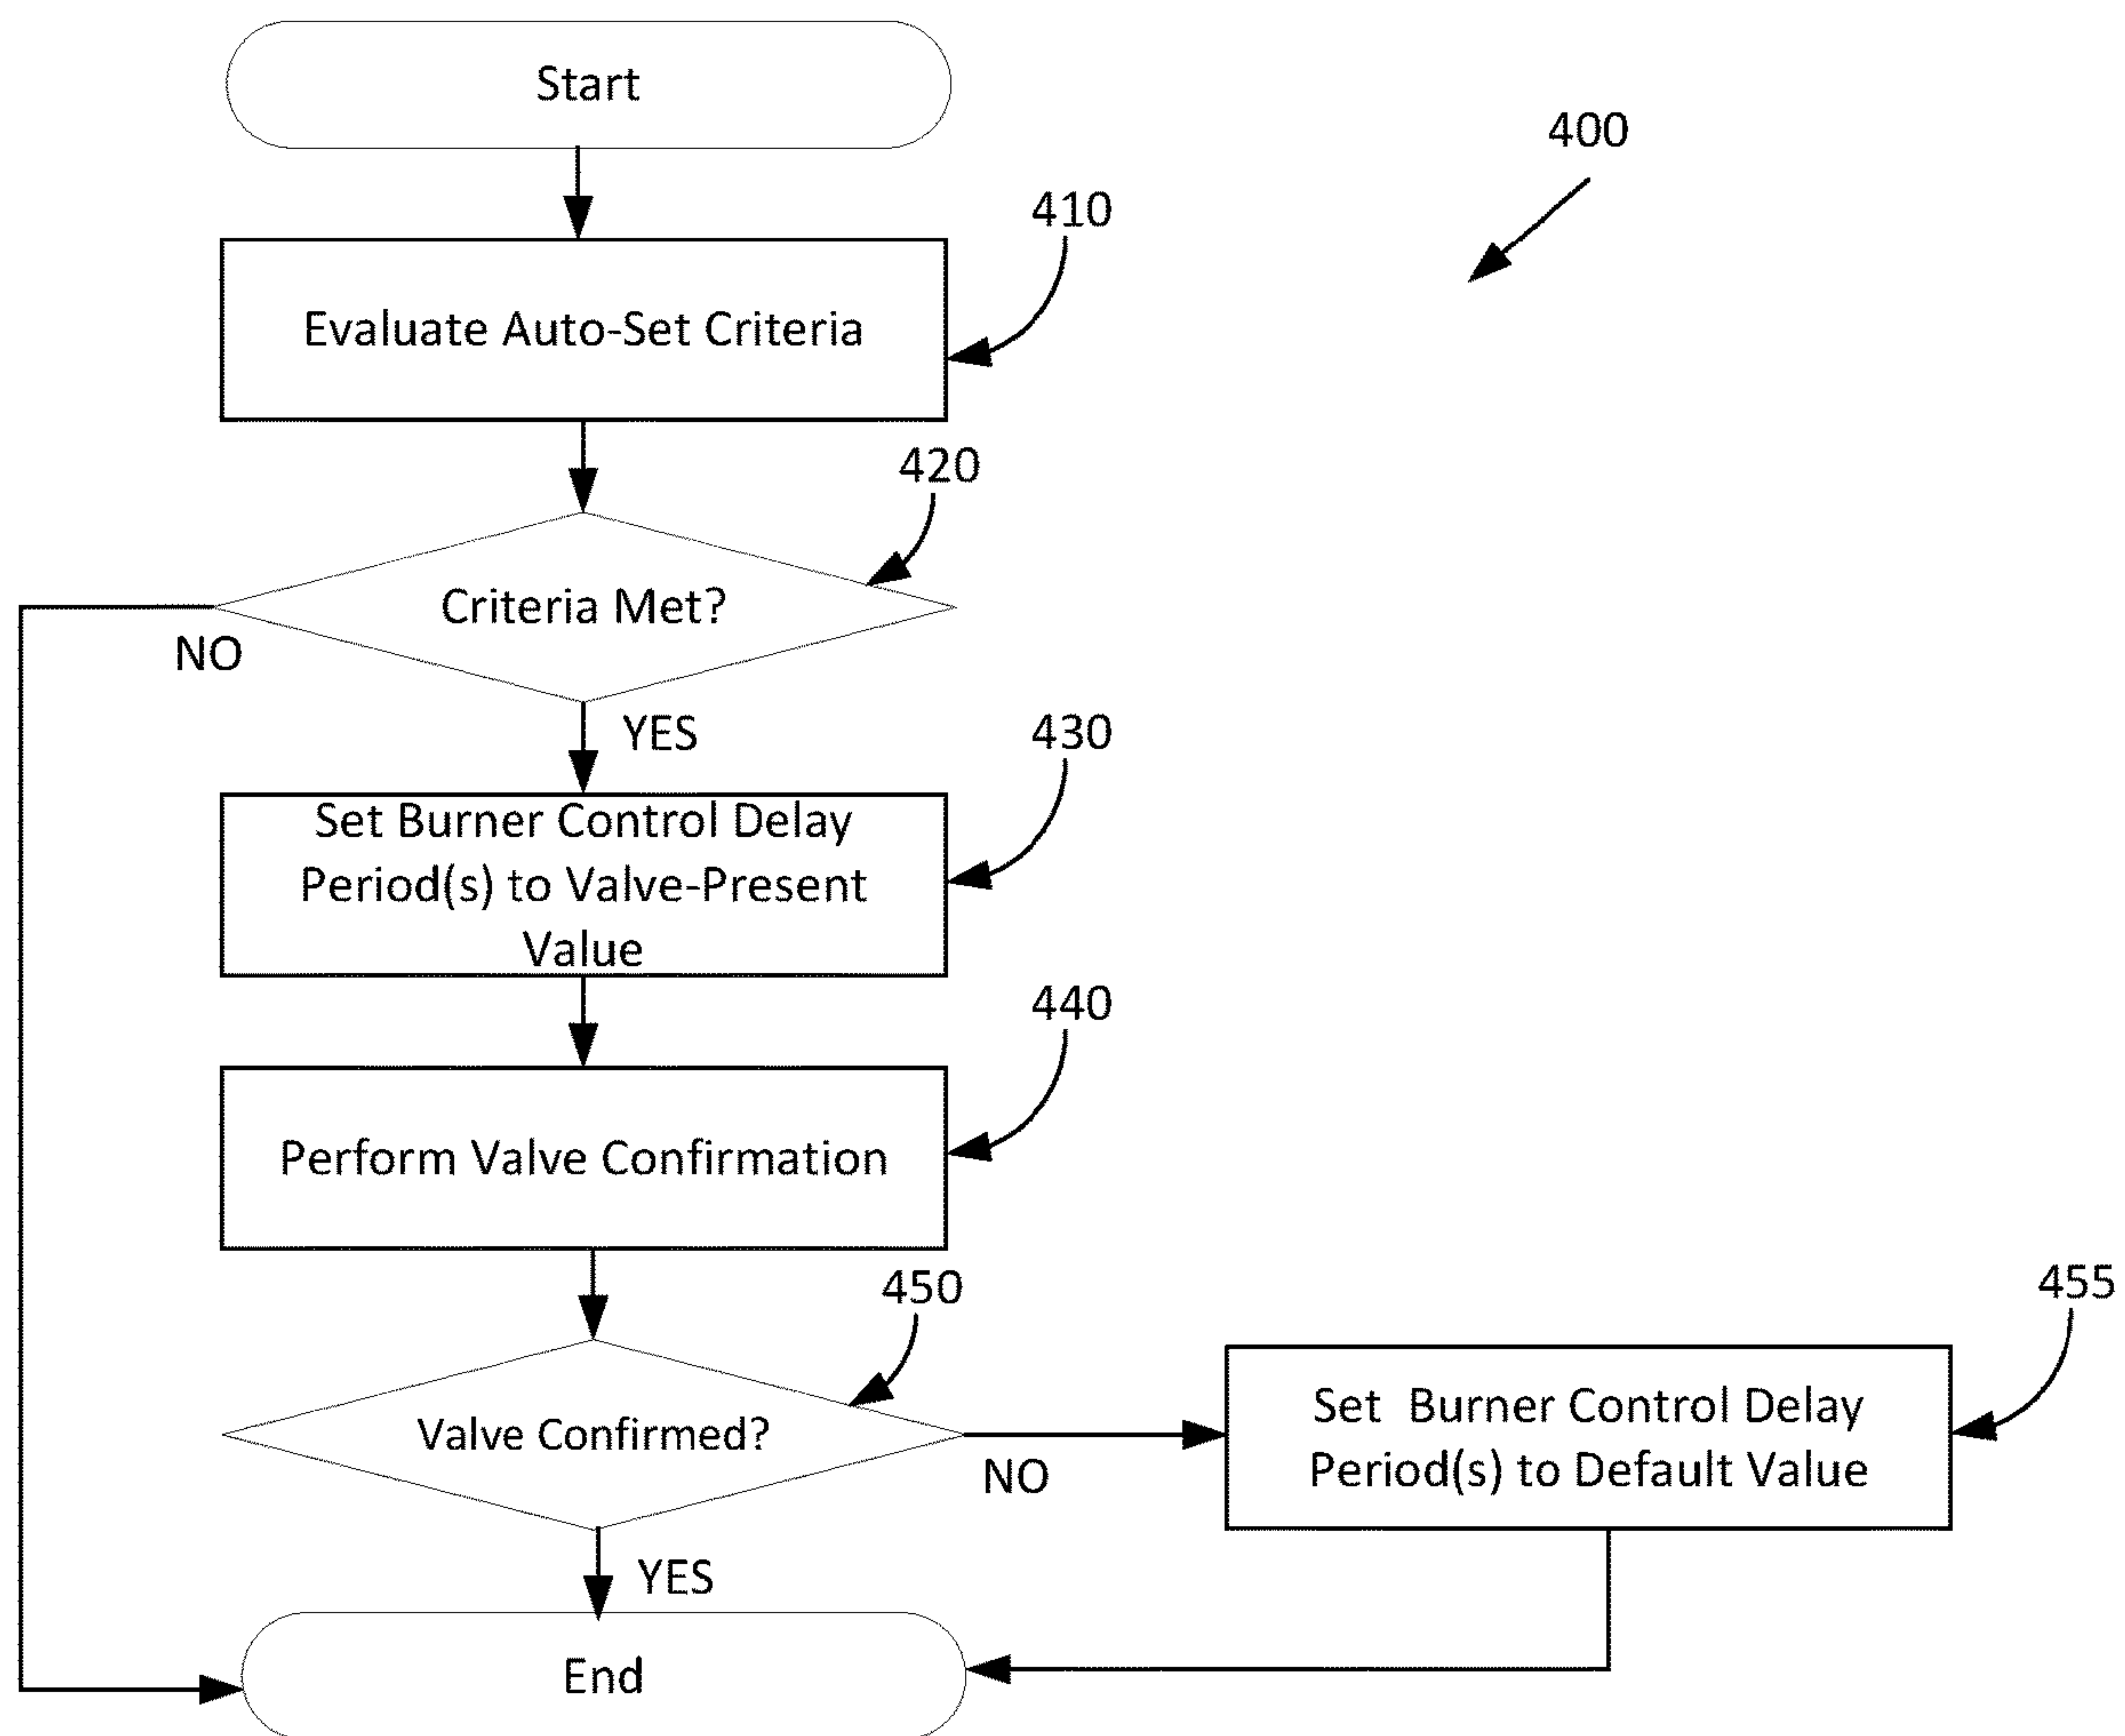 Start
400
410
Evaluate Auto-Set Criteria
420
Criteria Met?
NO
YES
430
Set Burner Control Delay
Period(s) to Valve-Present
Value
440
Perform Valve Confirmation
450
455
Valve Confirmed?
NO
Set Burner Control Delay
Period(s) to Default Value
YES
End